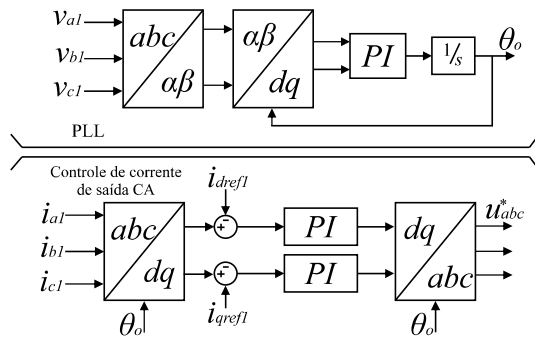 v_a1
v_b1
v_c1
abc
αβ
αβ
dq
PI
1/s
θ_o
PLL
Controle de corrente
de saída CA
i_a1
i_b1
i_c1
abc
dq
θ_o
i_dref1
+
-
+
-
i_qref1
PI
PI
dq
abc
θ_o
u*_abc